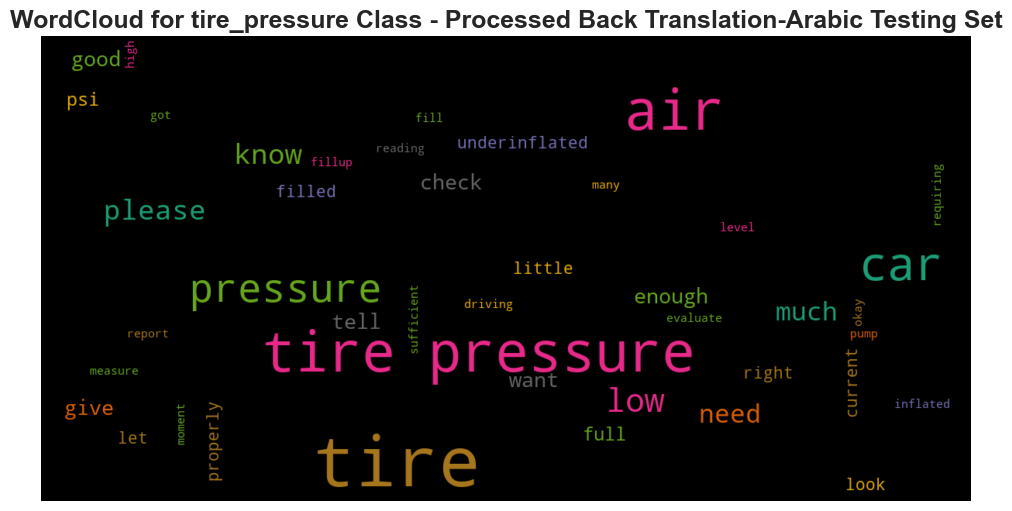 WordCloud for tire_pressure Class - Processed Back Translation-Arabic Testing Set
good
high
psi
got
air
fill
know
fillup
reading
underinflated
filled
check
many
please
requiring
level
little
car
pressure
sufficient
driving
enough
evaluate
much
okay
tell
report
pump
tire pressure
measure
want
right
current
give
low
need
inflated
let
moment
properly
full
tire
look